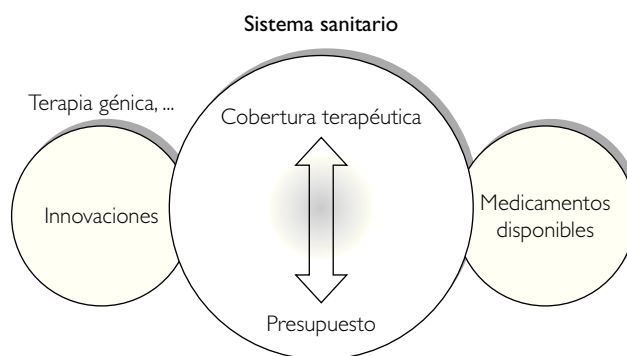 Sistema sanitario
Terapia génica, ...
Cobertura terapéutica
Innovaciones
Medicamentos
disponibles
Presupuesto